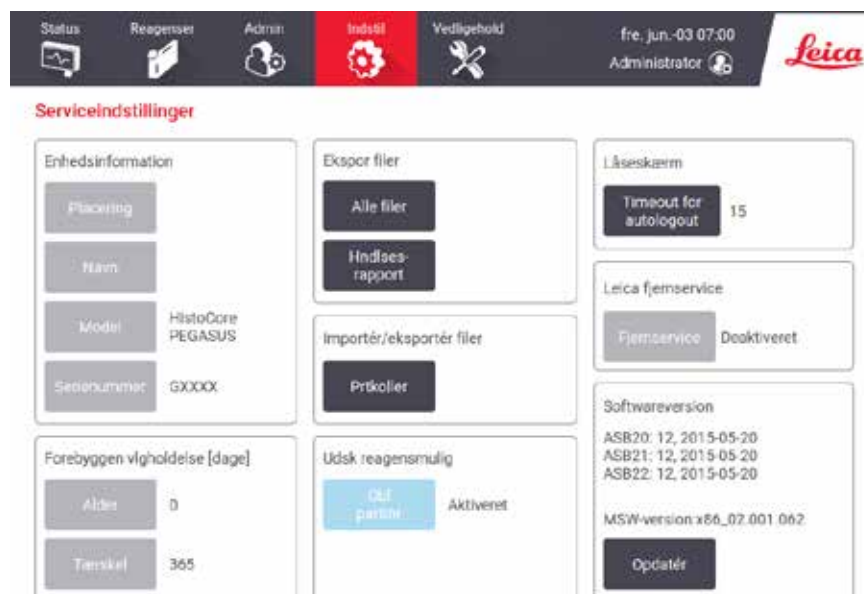 Status
Reagenser
Admin
Indstil
Vedligehold
fre. jun.-03 07:00
Administrator
Leica
Serviceindstillinger
Enhedsinformation
Placering
Navn
Model
HistoCore
PEGASUS
Serienummer
GXXXX
Forebyggen vlgholdelse [dage]
Alder
0
Tærskel
365
Ekspor filer
Alle filer
Hndlses-
rapport
Importér/eksportér filer
Prtkoller
Udsk reagensmulig
partinr.
Aktiveret
Låseskærm
Timeout for
autologout
15
Leica fjernservice
Fjernservice
Deaktiveret
Softwareversion
ASB20: 12, 2015-05-20
ASB21: 12, 2015-05-20
ASB22: 12, 2015-05-20
MSW-version:x86_02.001.062
Opdatér